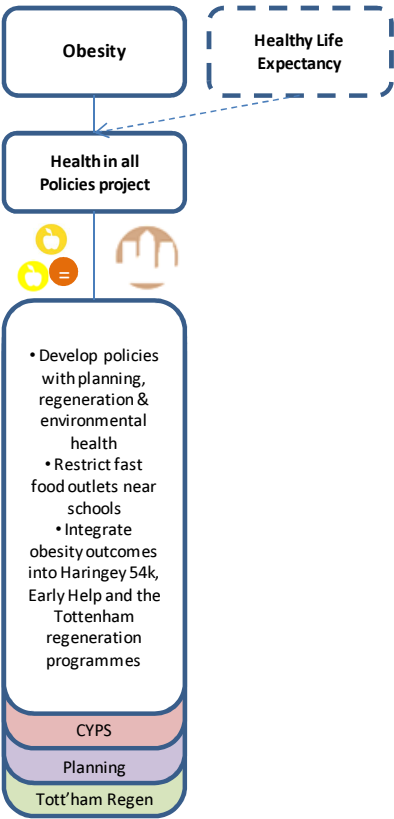 Obesity
Healthy Life
Expectancy
Health in all
Policies project
=
• Develop policies
with planning,
regeneration &
environmental
health
• Restrict fast
food outlets near
schools
• Integrate
obesity outcomes
into Haringey 54k,
Early Help and the
Tottenham
regeneration
programmes
CYPS
Planning
Tott’ham Regen